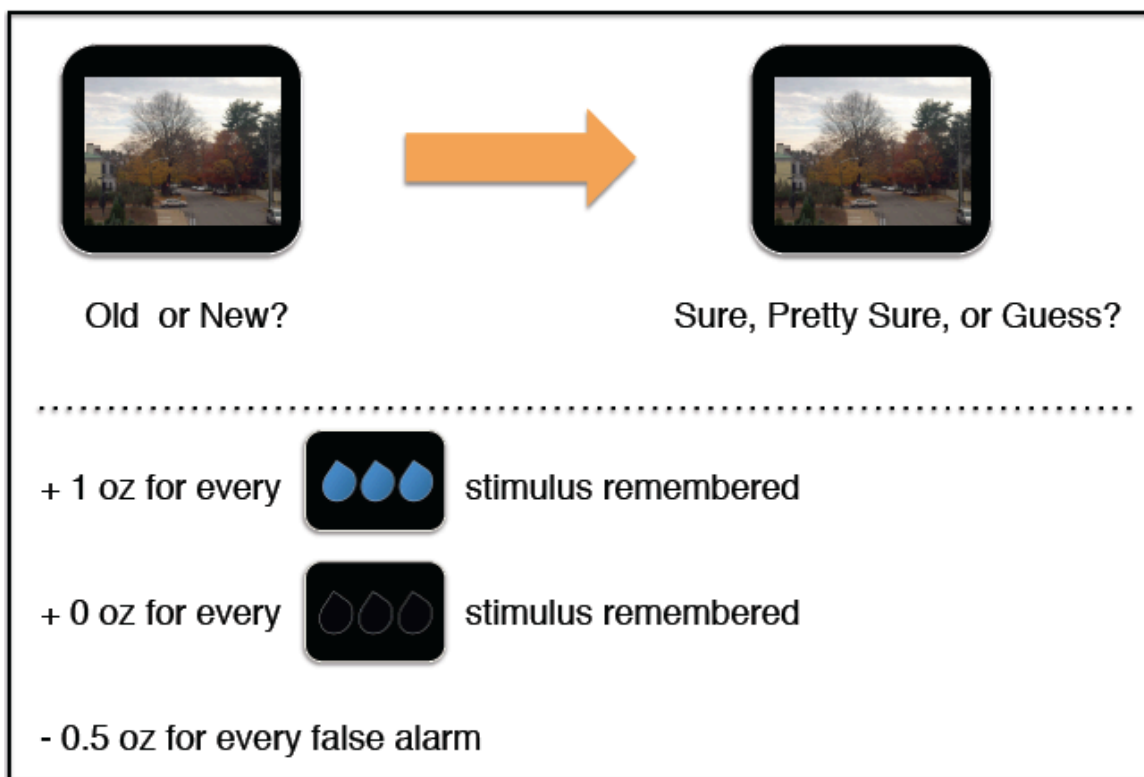 Old or New?
Sure, Pretty Sure, or Guess?
+ 1 oz for every stimulus remembered
+ 0 oz for every stimulus remembered
- 0.5 oz for every false alarm